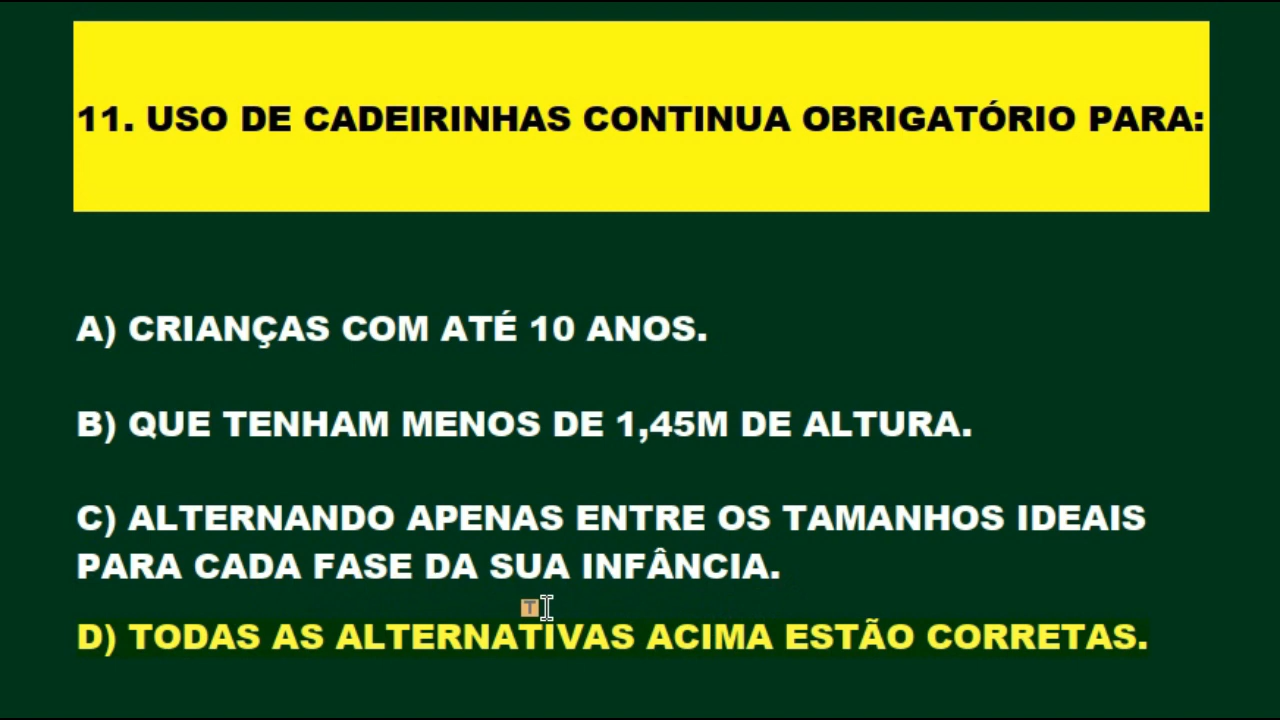 11. USO DE CADEIRINHAS CONTINUA OBRIGATÓRIO PARA:
A) CRIANÇAS COM ATÉ 10 ANOS.
B) QUE TENHAM MENOS DE 1,45M DE ALTURA.
C) ALTERNANDO APENAS ENTRE OS TAMANHOS IDEAIS
PARA CADA FASE DA SUA INFÂNCIA.
T
D) TODAS AS ALTERNATIVAS ACIMA ESTÃO CORRETAS.